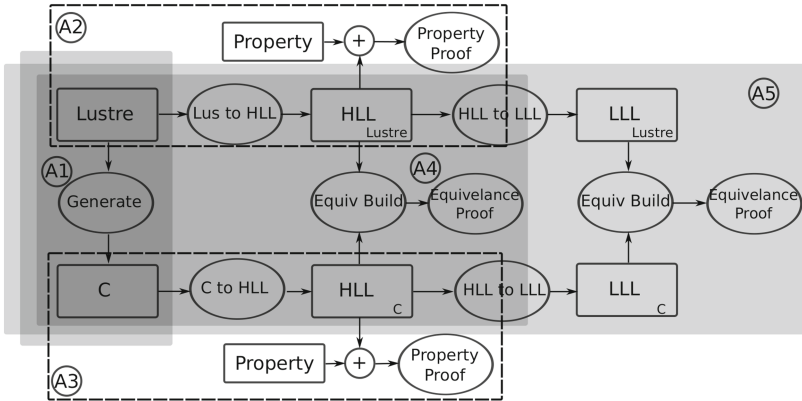 A2
Property
+
Property
Proof
A5
Lustre
Lus to HLL
HLL
Lustre
HLL to LLL
LLL
Lustre
A1
A4
Generate
Equiv Build
Equivelance
Proof
Equiv Build
Equivelance
Proof
C
C to HLL
HLL
C
HLL to LLL
LLL
C
Property
+
Property
Proof
A3